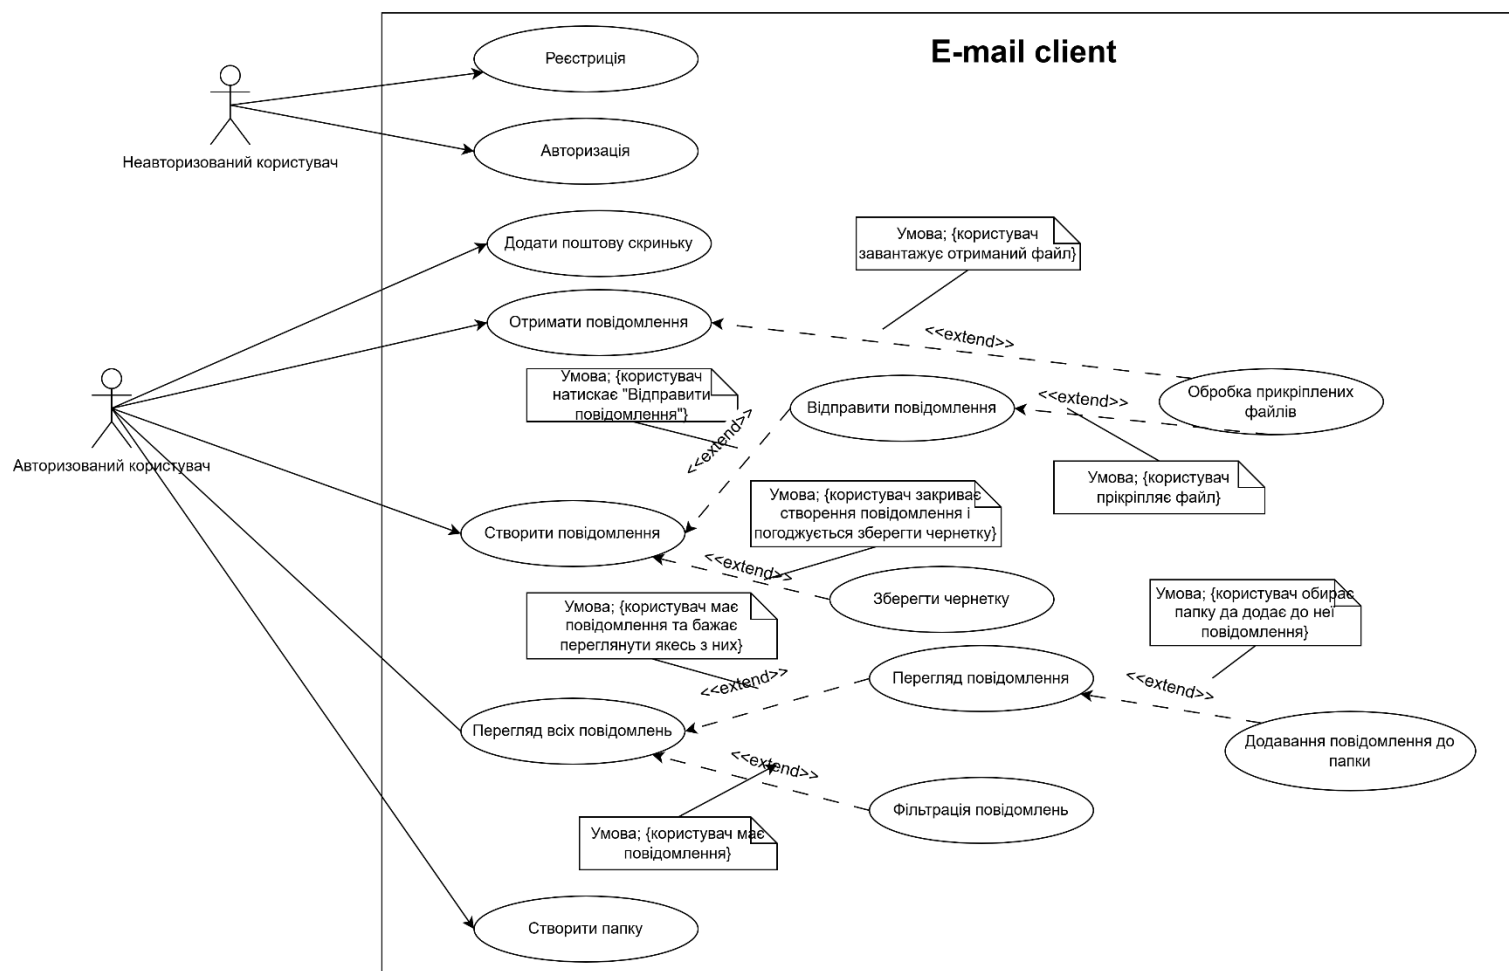 E-mail client
Реєстриція
Неавторизований користувач
Авторизація
Додати поштову скриньку
Умова; {користувач
завантажує отриманий файл}
Отримати повідомлення
<<extend>>
Умова; {користувач
натискає "Відправити
повідомлення"}
<<extend>>
Відправити повідомлення
<<extend>>
Обробка прикріплених
файлів
Авторизований користувач
Умова; {користувач
прікріпляє файл}
Умова; {користувач закриває
створення повідомлення і
погоджується зберегти чернетку}
Створити повідомлення
<<extend>>
Зберегти чернетку
Умова; {користувач має
повідомлення та бажає
переглянути якесь з них}
Умова; {користувач обирає
папку да додає до неї
повідомлення}
<<extend>>
Перегляд повідомлення
<<extend>>
Перегляд всіх повідомлень
<<extend>>
Додавання повідомлення до
папки
Фільтрація повідомлень
Умова; {користувач має
повідомлення}
Створити папку